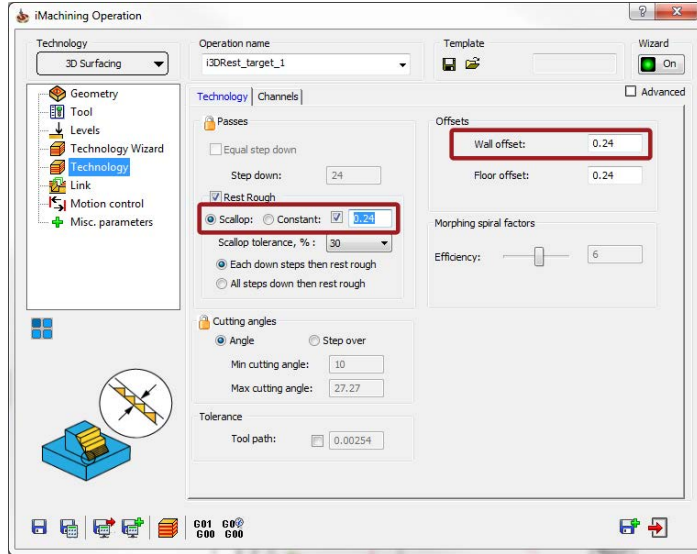 iMachining Operation
Technology
3D Surfacing
Operation name
i3DRest_target_1
Template
Wizard
On
Geometry
Tool
Levels
Technology Wizard
Technology
Link
Motion control
Misc. parameters
Technology
Channels
Advanced
Passes
Equal step down
Step down: 24
Rest Rough
Scallop: Constant: 0.24
Scallop tolerance, % : 30
Each down steps then rest rough
All steps down then rest rough
Cutting angles
Angle Step over
Min cutting angle: 10
Max cutting angle: 27.27
Tolerance
Tool path: 0.00254
Offsets
Wall offset: 0.24
Floor offset: 0.24
Morphing spiral factors
Efficiency: 6
G01 G0
G00 G00